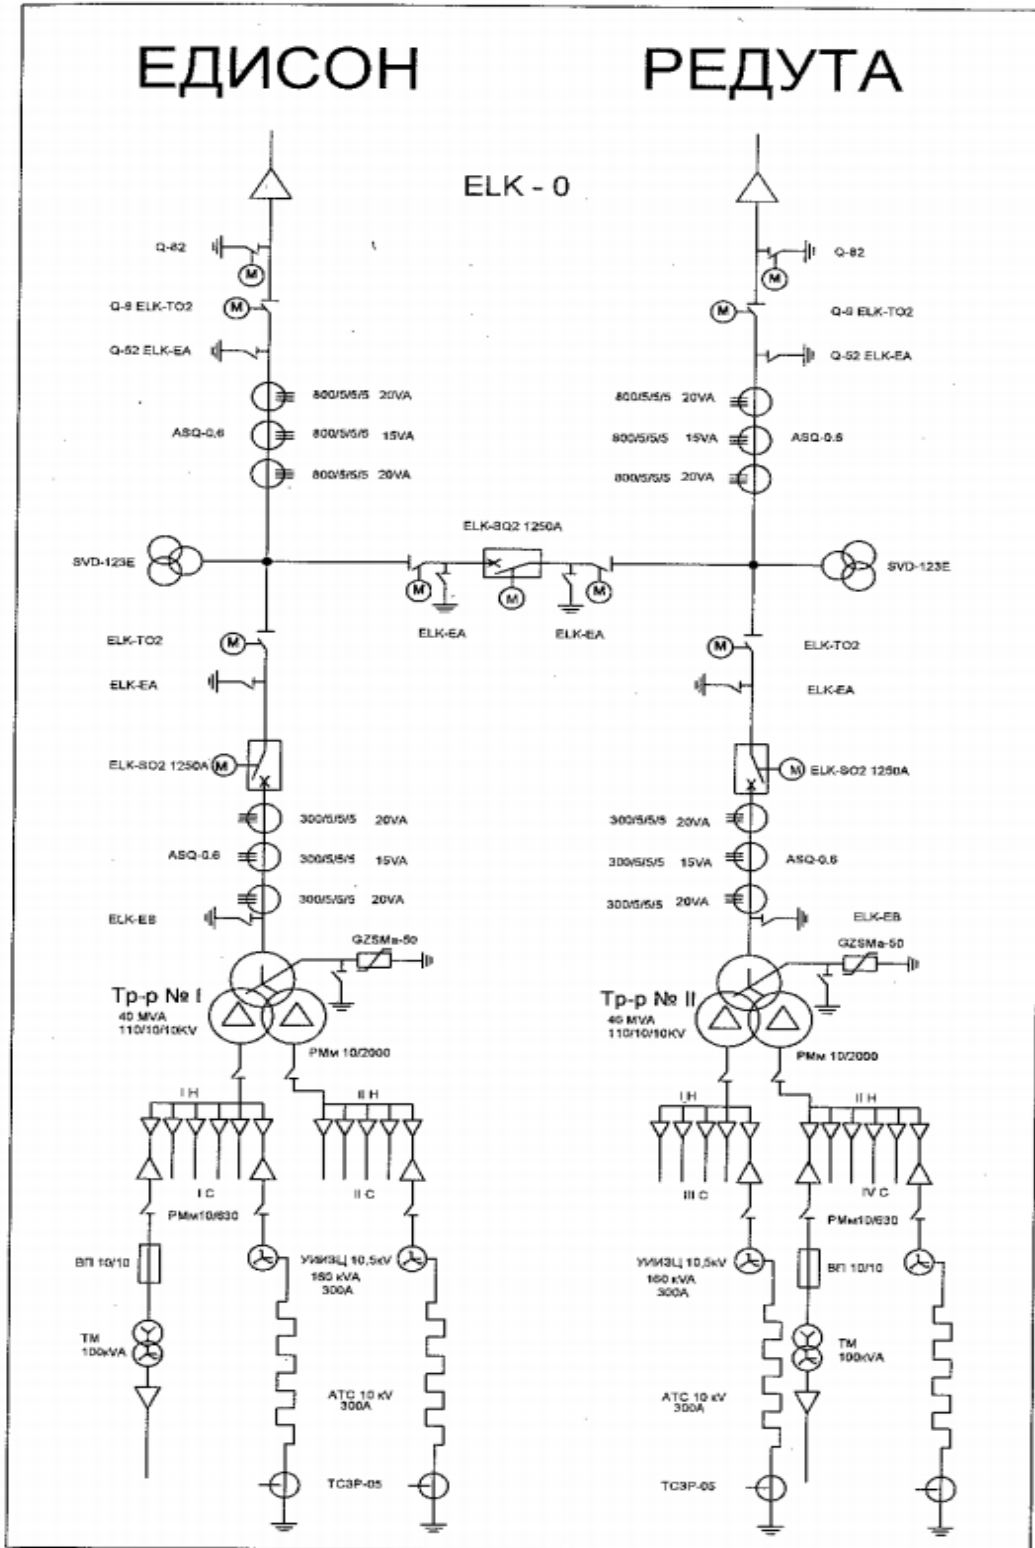 ЕДИСОН
РЕДУТА
ELK - 0
Q-82
M
Q-82
M
Q-9 ELK-TO2
M
M
Q-9 ELK-TO2
Q-52 ELK-EA
Q-52 ELK-EA
800/5/5/5 20VA
800/5/5/5 20VA
ASQ-0,6
800/5/5/5 15VA
800/5/5/5 15VA
ASQ-0.6
800/5/5/5 20VA
800/5/5/5 20VA
ELK-SQ2 1250A
SVD-123E
SVD-123E
M
M
M
ELK-EA
ELK-EA
ELK-TO2
M
M
ELK-TO2
ELK-EA
ELK-EA
ELK-SO2 1250A
M
M
ELK-SO2 1250A
300/5/5/5 20VA
300/5/5/5 20VA
ASQ-0.6
300/5/5/5 15VA
300/5/5/5 15VA
ASQ-0.6
300/5/5/5 20VA
300/5/5/5 20VA
ELK-EB
ELK-EB
GZSMa-50
GZSMa-50
Тр-р № I
40 MVA
110/10/10KV
Тр-р № II
40 MVA
110/10/10KV
РМм 10/2000
РМм 10/2000
I Н
II Н
I Н
II Н
I С
II С
III С
IV С
РМм10/630
РМм10/630
ВП 10/10
УИИЗЦ 10,5kV
160 kVA
300A
УИИЗЦ 10,5kV
160 kVA
300A
ВП 10/10
ТМ
100kVA
ТМ
100kVA
АТС 10 kV
300A
АТС 10 kV
300A
ТСЗР-05
ТСЗР-05